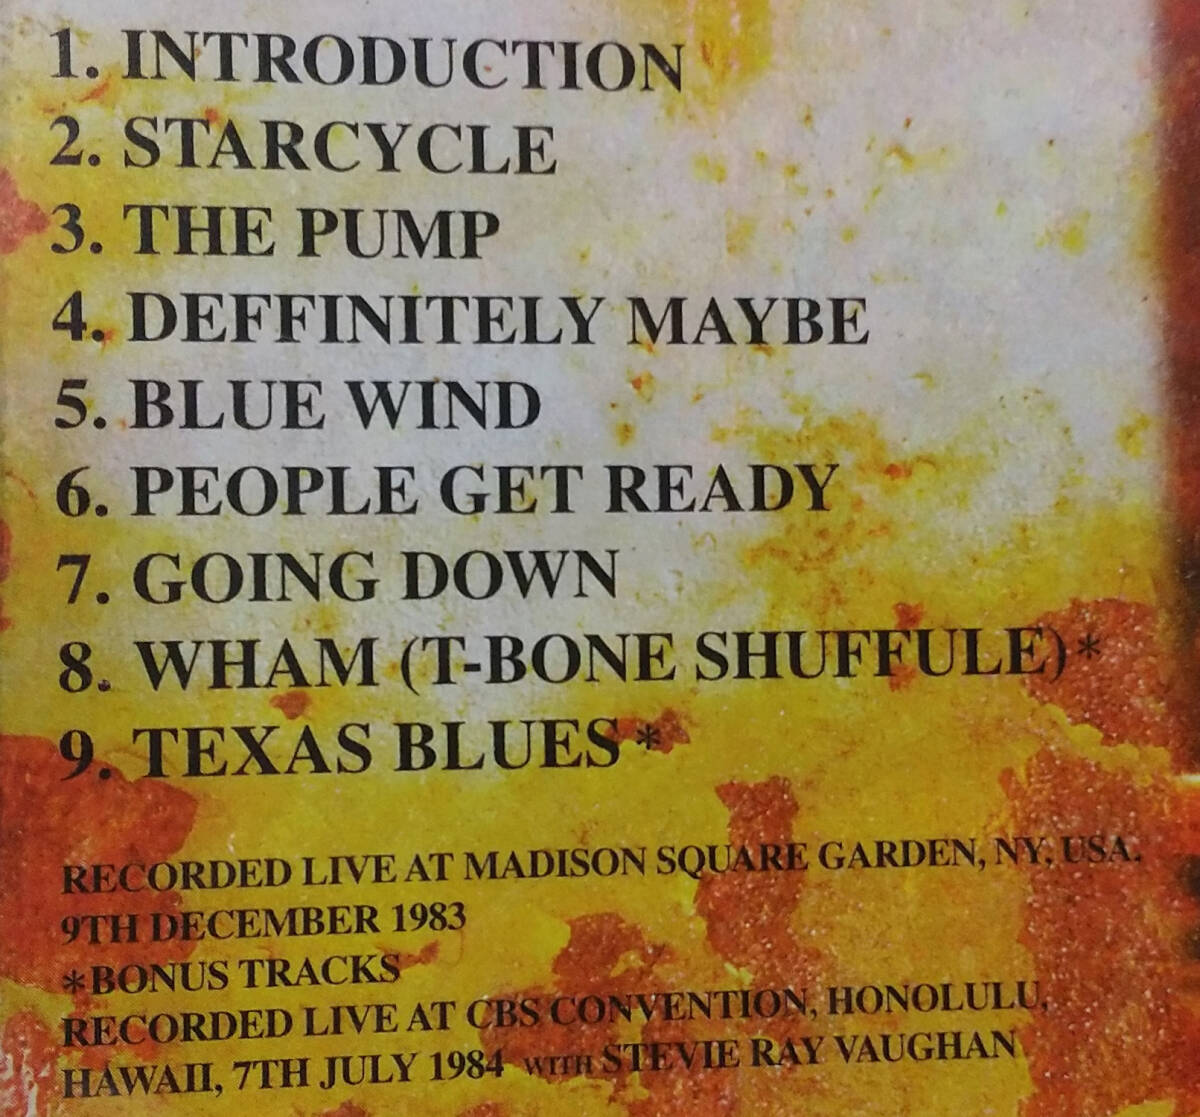 1. INTRODUCTION
2. STARCYCLE
3. THE PUMP
4. DEFFINITELY MAYBE
5. BLUE WIND
6. PEOPLE GET READY
7. GOING DOWN
8. WHAM (T-BONE SHUFFULE)*
9. TEXAS BLUES*
RECORDED LIVE AT MADISON SQUARE GARDEN, NY, USA.
9TH DECEMBER 1983
*BONUS TRACKS
RECORDED LIVE AT CBS CONVENTION, HONOLULU,
HAWAII, 7TH JULY 1984 WITH STEVIE RAY VAUGHAN